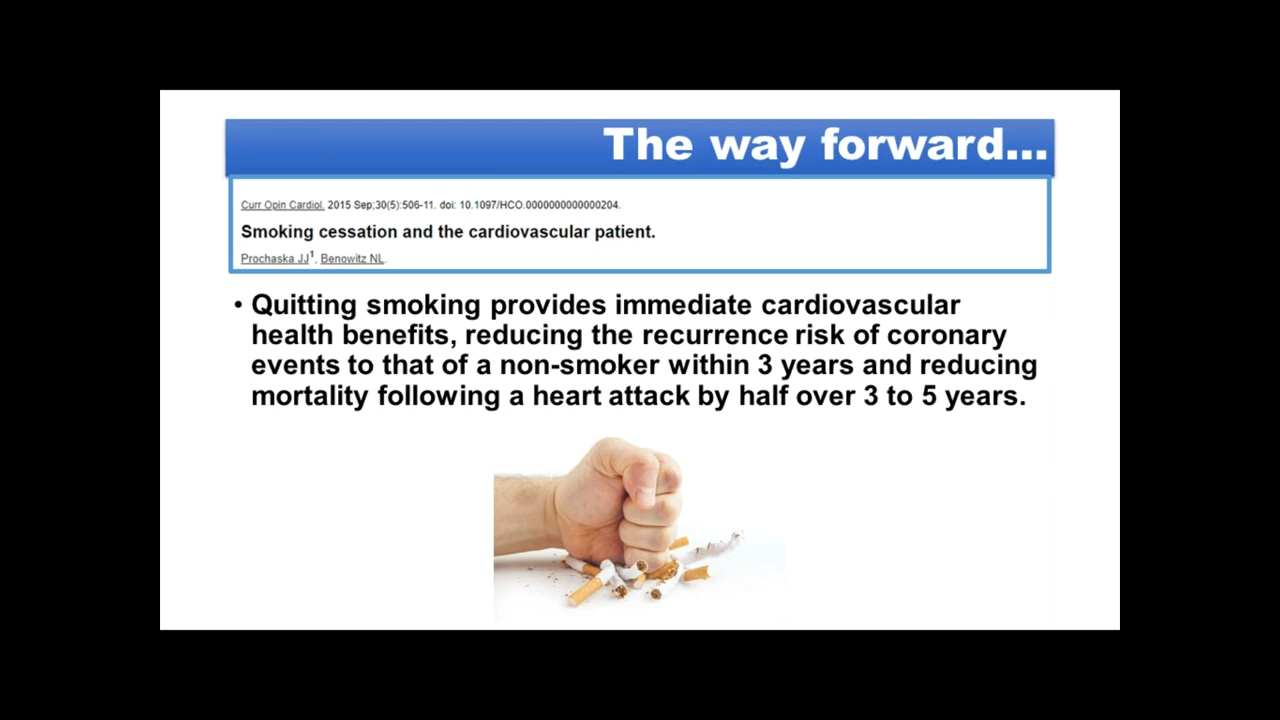 The way forward...
Curr Opin Cardiol. 2015 Sep;30(5):506-11. doi: 10.1097/HCO.0000000000000204.
Smoking cessation and the cardiovascular patient.
Prochaska JJ1, Benowitz NL.
• Quitting smoking provides immediate cardiovascular
health benefits, reducing the recurrence risk of coronary
events to that of a non-smoker within 3 years and reducing
mortality following a heart attack by half over 3 to 5 years.